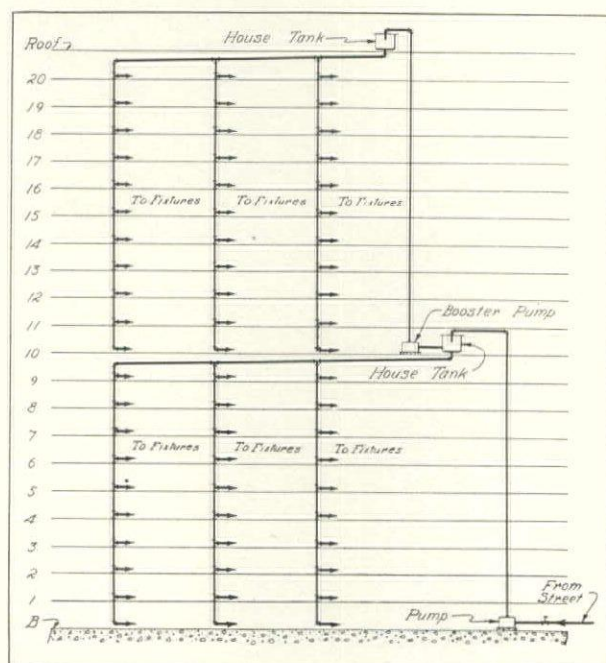 House Tank
Roof
20
19
18
17
16
To Fixtures To Fixtures To Fixtures
15
14
13
12
11
Booster Pump
10
9
House Tank
8
7
To Fixtures To Fixtures To Fixtures
6
5
4
3
2
From
Street
1
Pump
B